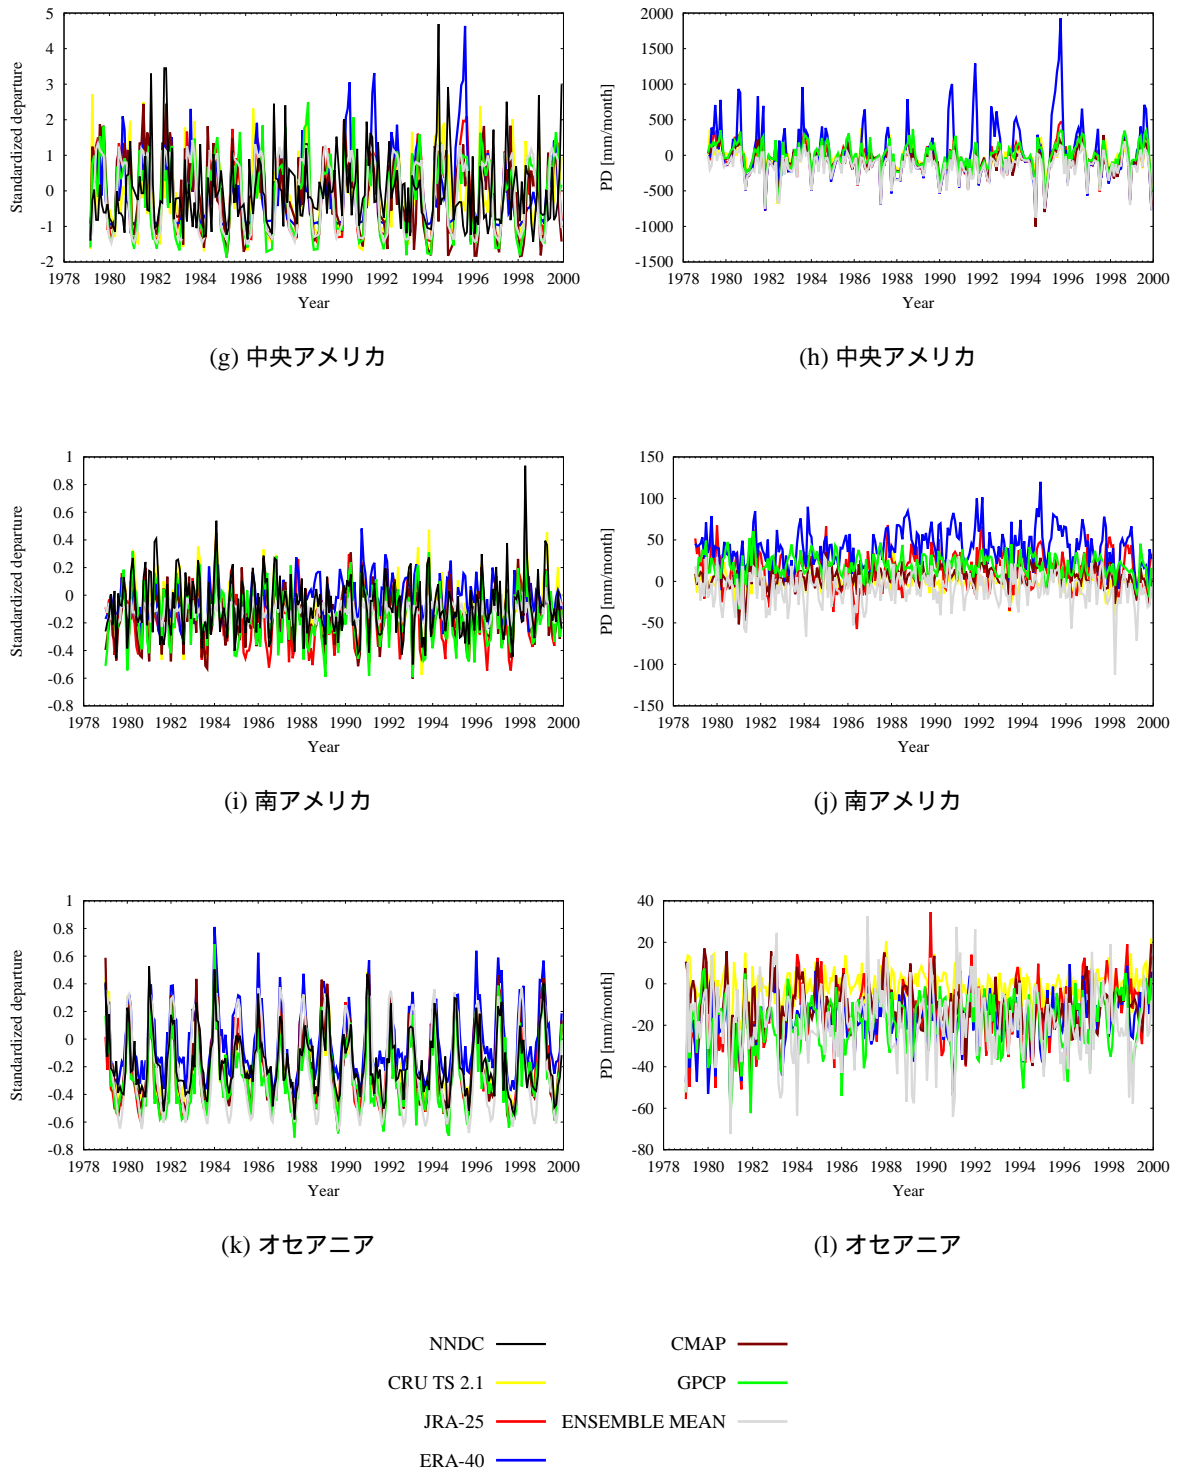 5
4
3
2
1
0
-1
-2
Standardized departure
1978 1980 1982 1984 1986 1988 1990 1992 1994 1996 1998 2000
Year
(g) 中央アメリカ
2000
1500
1000
500
0
-500
-1000
-1500
PD [mm/month]
1978 1980 1982 1984 1986 1988 1990 1992 1994 1996 1998 2000
Year
(h) 中央アメリカ
1
0.8
0.6
0.4
0.2
0
-0.2
-0.4
-0.6
-0.8
Standardized departure
1978 1980 1982 1984 1986 1988 1990 1992 1994 1996 1998 2000
Year
(i) 南アメリカ
150
100
50
0
-50
-100
-150
PD [mm/month]
1978 1980 1982 1984 1986 1988 1990 1992 1994 1996 1998 2000
Year
(j) 南アメリカ
1
0.8
0.6
0.4
0.2
0
-0.2
-0.4
-0.6
-0.8
Standardized departure
1978 1980 1982 1984 1986 1988 1990 1992 1994 1996 1998 2000
Year
(k) オセアニア
40
20
0
-20
-40
-60
-80
PD [mm/month]
1978 1980 1982 1984 1986 1988 1990 1992 1994 1996 1998 2000
Year
(l) オセアニア
NNDC
CRU TS 2.1
JRA-25
ERA-40
CMAP
GPCP
ENSEMBLE MEAN